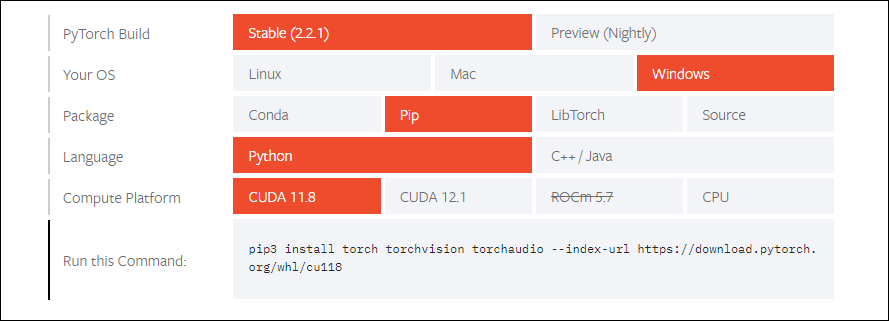 PyTorch Build Stable (2.2.1) Preview (Nightly)
Your OS Linux Mac Windows
Package Conda Pip LibTorch Source
Language Python C++ / Java
Compute Platform CUDA 11.8 CUDA 12.1 ROCm 5.7 CPU
Run this Command: pip3 install torch torchvision torchaudio --index-url https://download.pytorch.
org/whl/cu118